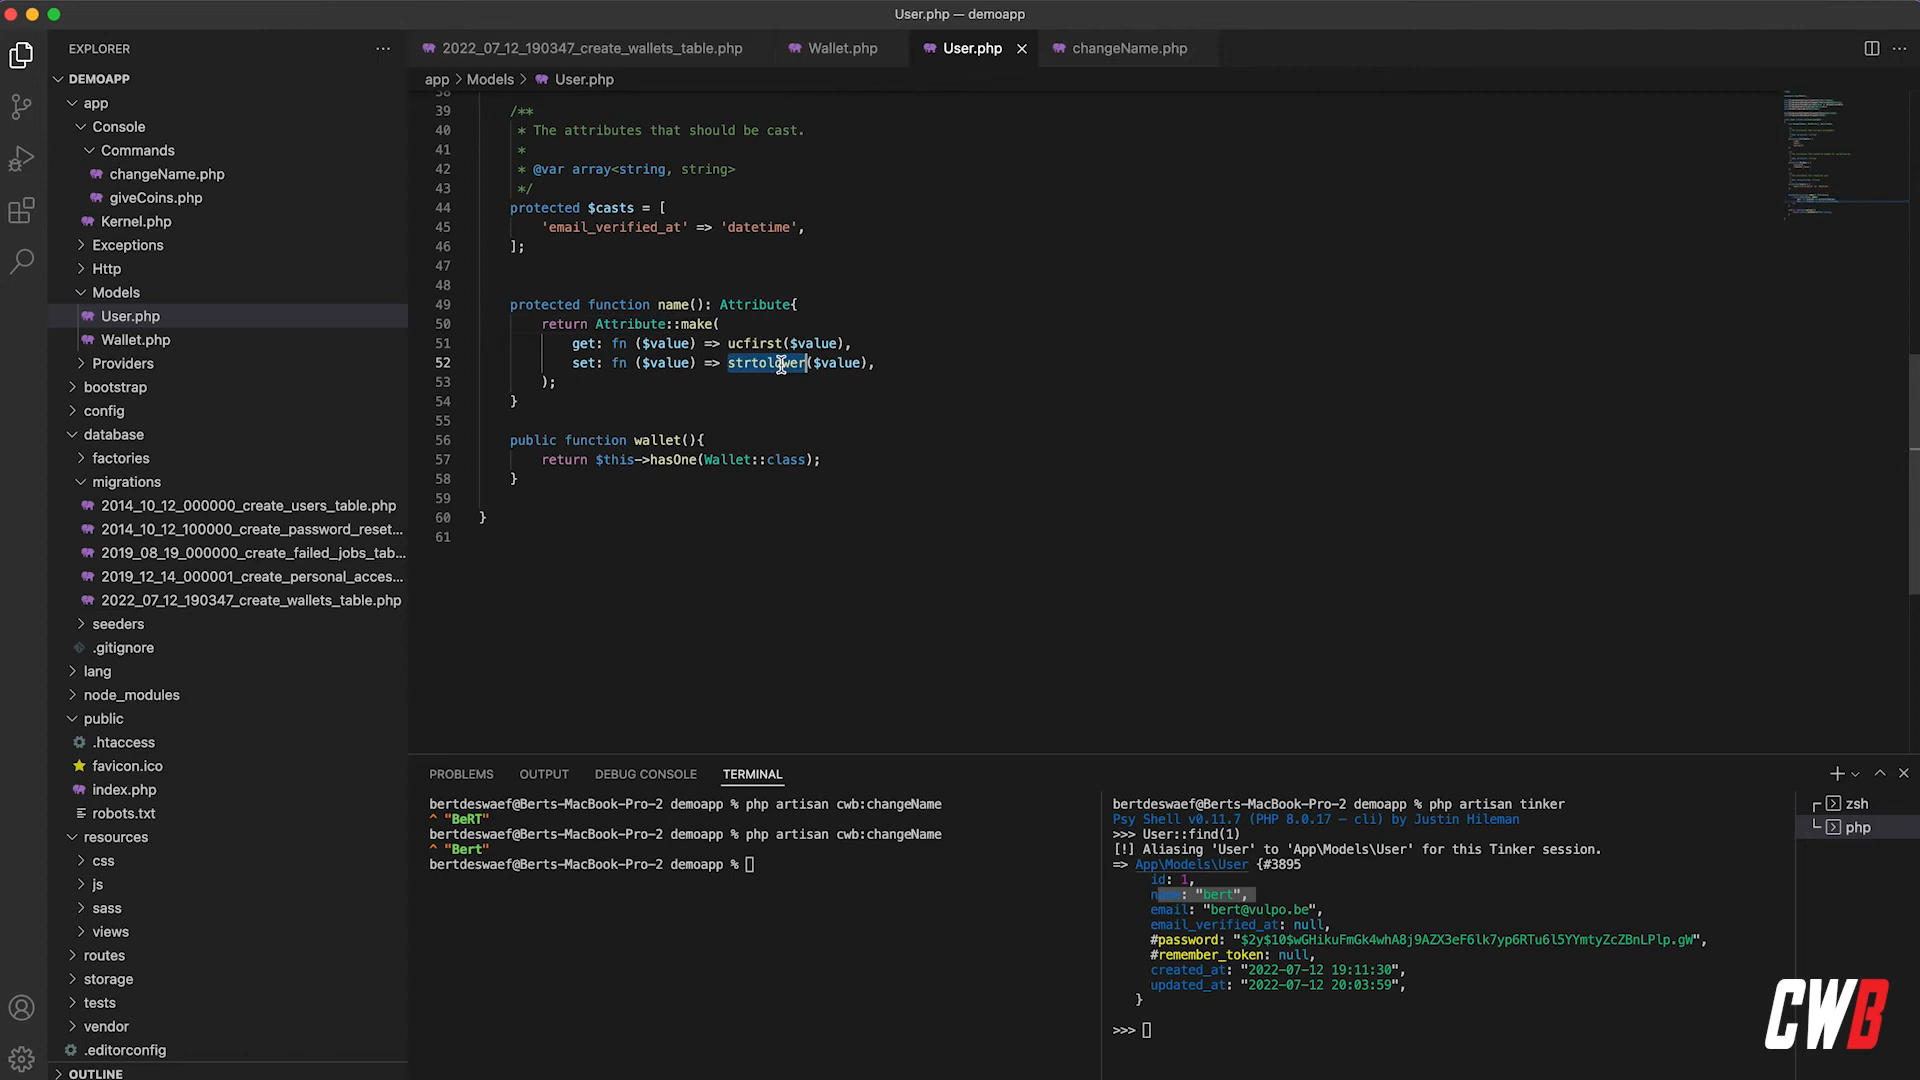 User.php — demoapp
EXPLORER
DEMOAPP
app
Console
Commands
changeName.php
giveCoins.php
Kernel.php
Exceptions
Http
Models
User.php
Wallet.php
Providers
bootstrap
config
database
factories
migrations
2014_10_12_000000_create_users_table.php
2014_10_12_100000_create_password_reset...
2019_08_19_000000_create_failed_jobs_tab...
2019_12_14_000001_create_personal_acces...
2022_07_12_190347_create_wallets_table.php
seeders
.gitignore
lang
node_modules
public
.htaccess
favicon.ico
index.php
robots.txt
resources
css
js
sass
views
routes
storage
tests
vendor
.editorconfig
OUTLINE
2022_07_12_190347_create_wallets_table.php Wallet.php User.php changeName.php
app > Models > User.php
38
39 /**
40 * The attributes that should be cast.
41 *
42 * @var array<string, string>
43 */
44 protected $casts = [
45 'email_verified_at' => 'datetime',
46 ];
47
48
49 protected function name(): Attribute{
50 return Attribute::make(
51 get: fn ($value) => ucfirst($value),
52 set: fn ($value) => strtolower($value),
53 );
54 }
55
56 public function wallet(){
57 return $this->hasOne(Wallet::class);
58 }
59
60 }
61
PROBLEMS OUTPUT DEBUG CONSOLE TERMINAL
bertdeswaef@Berts-MacBook-Pro-2 demoapp % php artisan cwb:changeName
^ "BeRT"
bertdeswaef@Berts-MacBook-Pro-2 demoapp % php artisan cwb:changeName
^ "Bert"
bertdeswaef@Berts-MacBook-Pro-2 demoapp %
bertdeswaef@Berts-MacBook-Pro-2 demoapp % php artisan tinker
Psy Shell v0.11.7 (PHP 8.0.17 — cli) by Justin Hileman
>>> User::find(1)
[!] Aliasing 'User' to 'App\Models\User' for this Tinker session.
=> App\Models\User {#3895
id: 1,
name: "bert",
email: "bert@vulpo.be",
email_verified_at: null,
#password: "$2y$10$wGHikuFmGk4whA8j9AZX3eF6lk7yp6RTu6l5YYmtyZcZBnLPlp.gW",
#remember_token: null,
created_at: "2022-07-12 19:11:30",
updated_at: "2022-07-12 20:03:59",
}
>>>
zsh
php
CWB